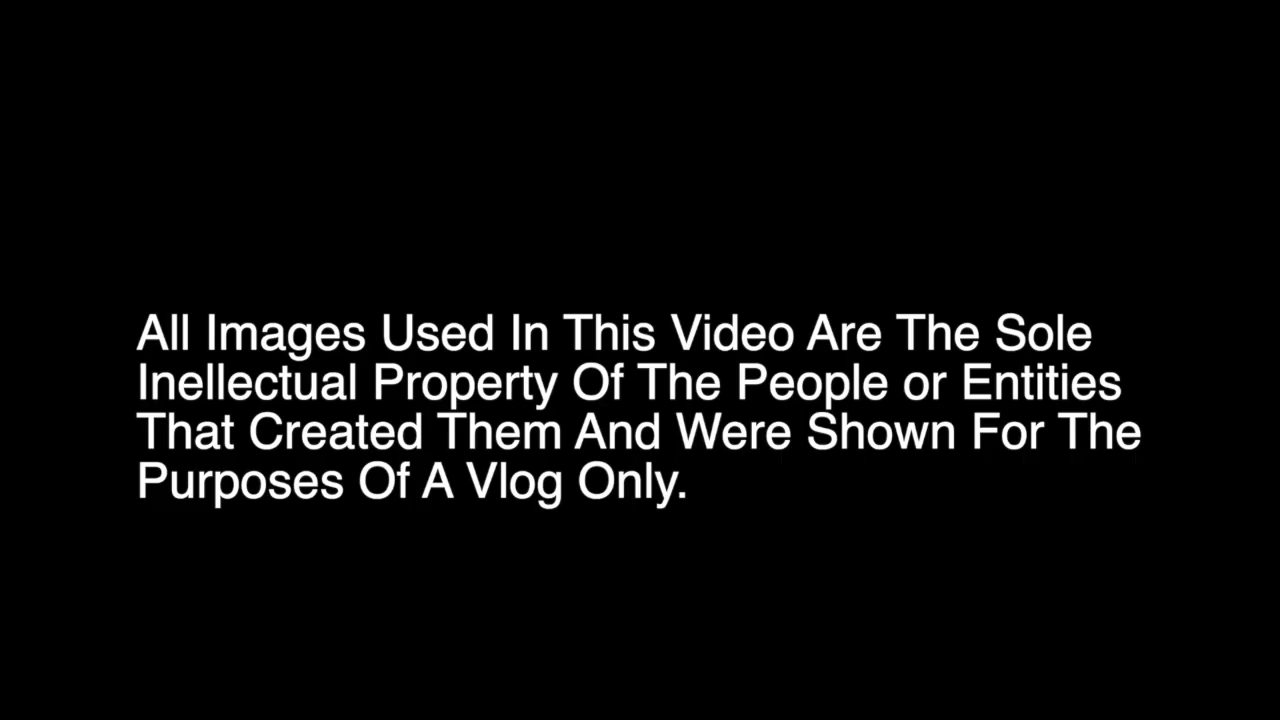 All Images Used In This Video Are The Sole
Inellectual Property Of The People or Entities
That Created Them And Were Shown For The
Purposes Of A Vlog Only.